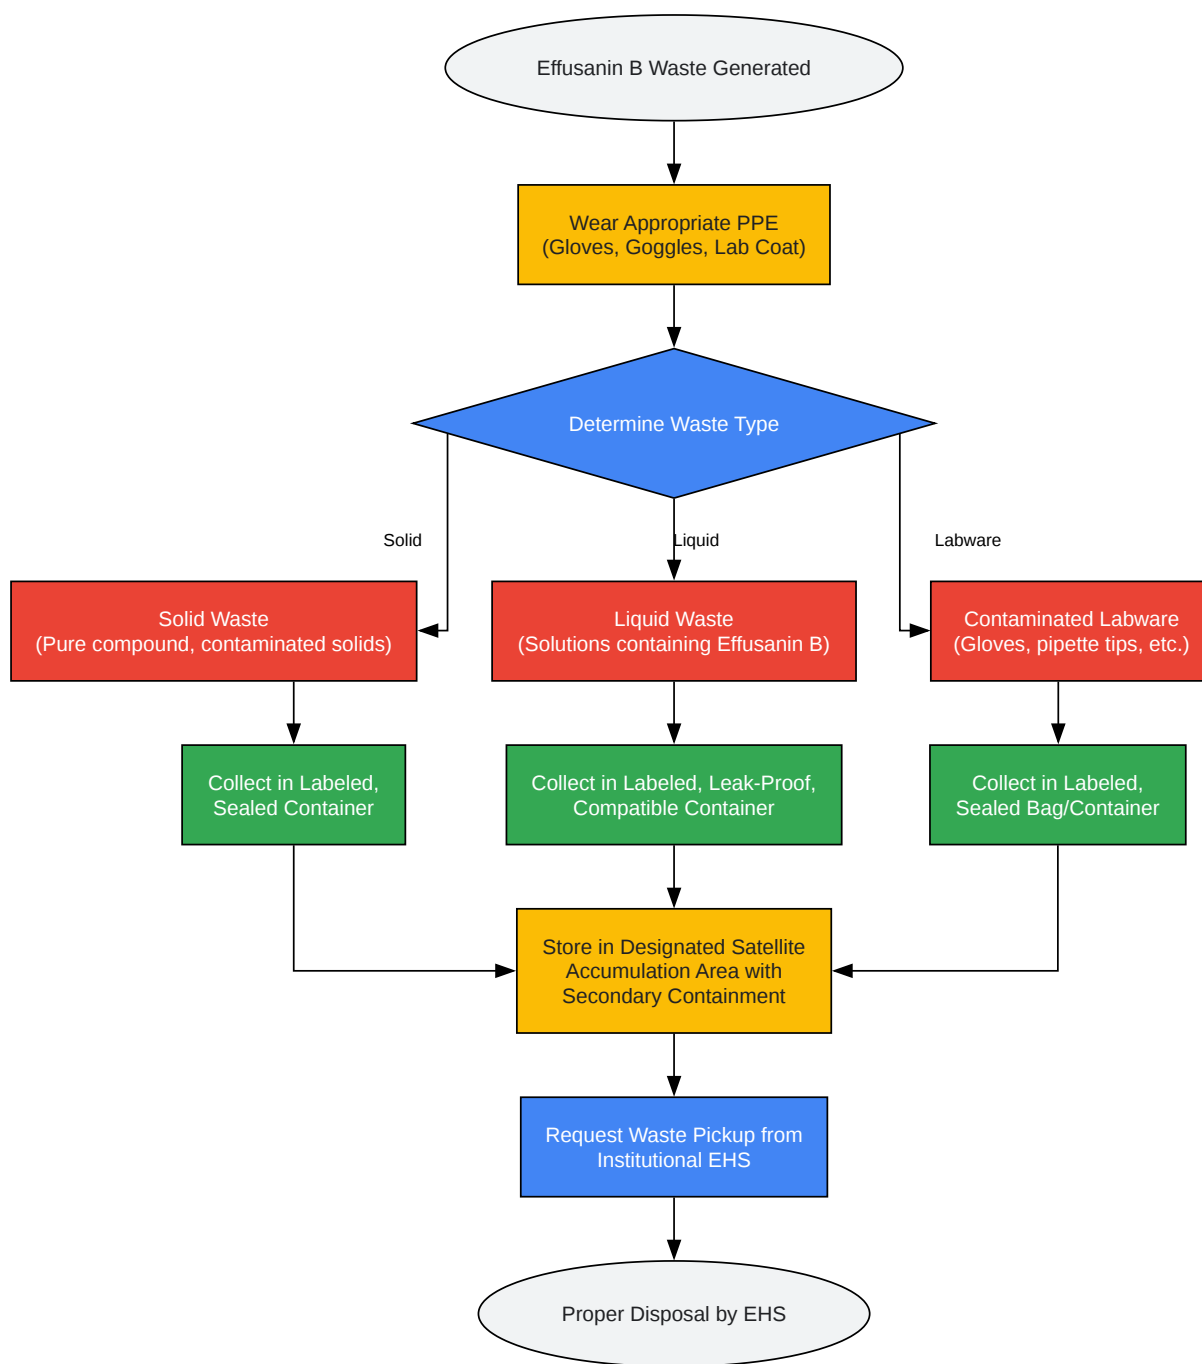 Effusanin B Waste Generated
Wear Appropriate PPE
(Gloves, Goggles, Lab Coat)
Determine Waste Type
Solid
Liquid
Labware
Solid Waste
(Pure compound, contaminated solids)
Liquid Waste
(Solutions containing Effusanin B)
Contaminated Labware
(Gloves, pipette tips, etc.)
Collect in Labeled,
Sealed Container
Collect in Labeled, Leak-Proof,
Compatible Container
Collect in Labeled,
Sealed Bag/Container
Store in Designated Satellite
Accumulation Area with
Secondary Containment
Request Waste Pickup from
Institutional EHS
Proper Disposal by EHS